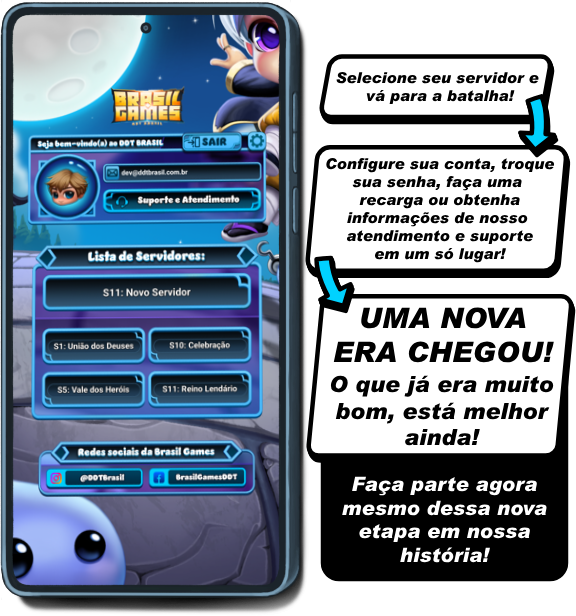 BRASIL
GAMES
DDT BRASIL
Seja bem-vindo(a) ao DDT BRASIL
SAIR
dev@ddtbrasil.com.br
Suporte e Atendimento
Lista de Servidores:
S11: Novo Servidor
S1: União dos Deuses
S10: Celebração
S5: Vale dos Heróis
S11: Reino Lendário
Redes sociais da Brasil Games
@DDTBrasil
BrasilGamesDDT
Selecione seu servidor e
vá para a batalha!
Configure sua conta, troque
sua senha, faça uma
recarga ou obtenha
informações de nosso
atendimento e suporte
em um só lugar!
UMA NOVA
ERA CHEGOU!
O que já era muito
bom, está melhor
ainda!
Faça parte agora
mesmo dessa nova
etapa em nossa
história!